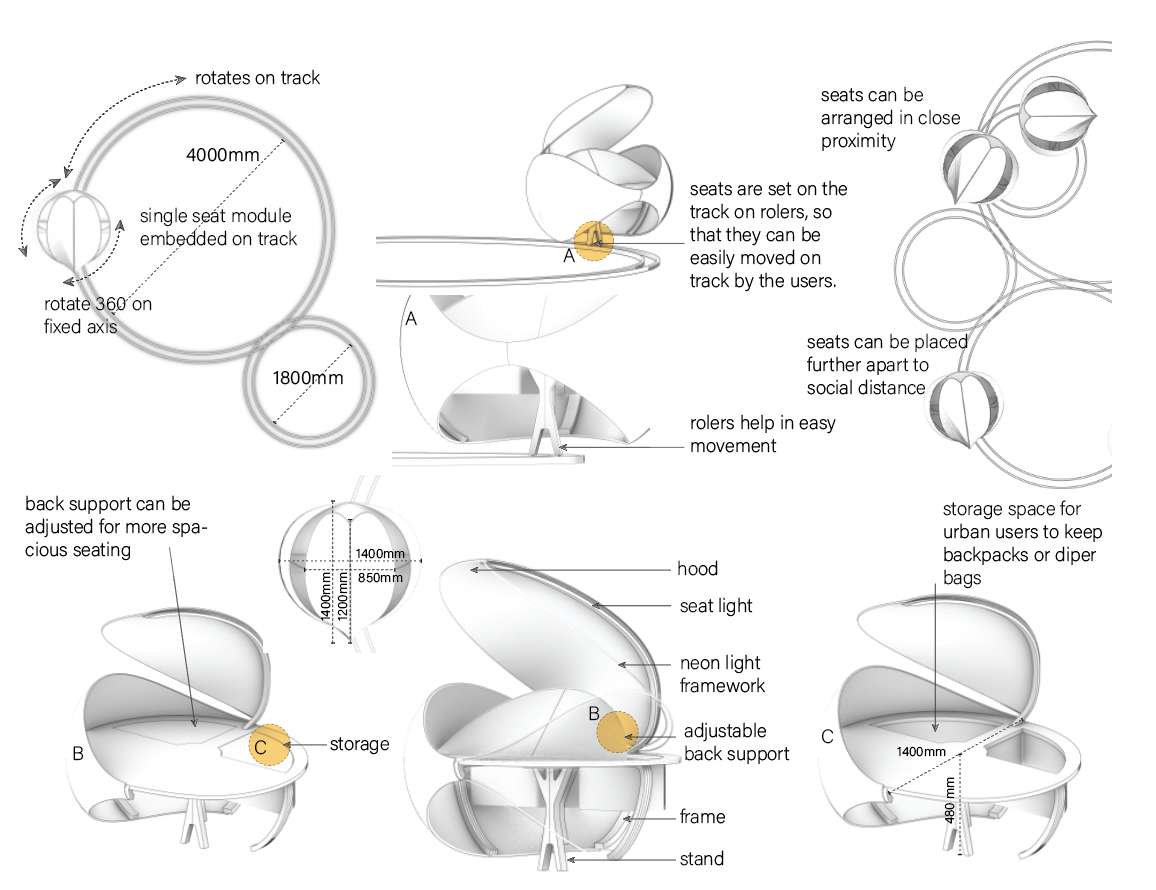 rotates on track
4000mm
single seat module
embedded on track
rotate 360 on
fixed axis
1800mm
A
seats are set on the
track on rolers, so
that they can be
easily moved on
track by the users.
A
rolers help in easy
movement
seats can be
arranged in close
proximity
seats can be placed
further apart to
social distance
back support can be
adjusted for more spa-
cious seating
B
C
storage
1400mm
850mm
1400mm
1200mm
hood
seat light
neon light
framework
B
adjustable
back support
frame
stand
storage space for
urban users to keep
backpacks or diper
bags
C
1400mm
480 mm